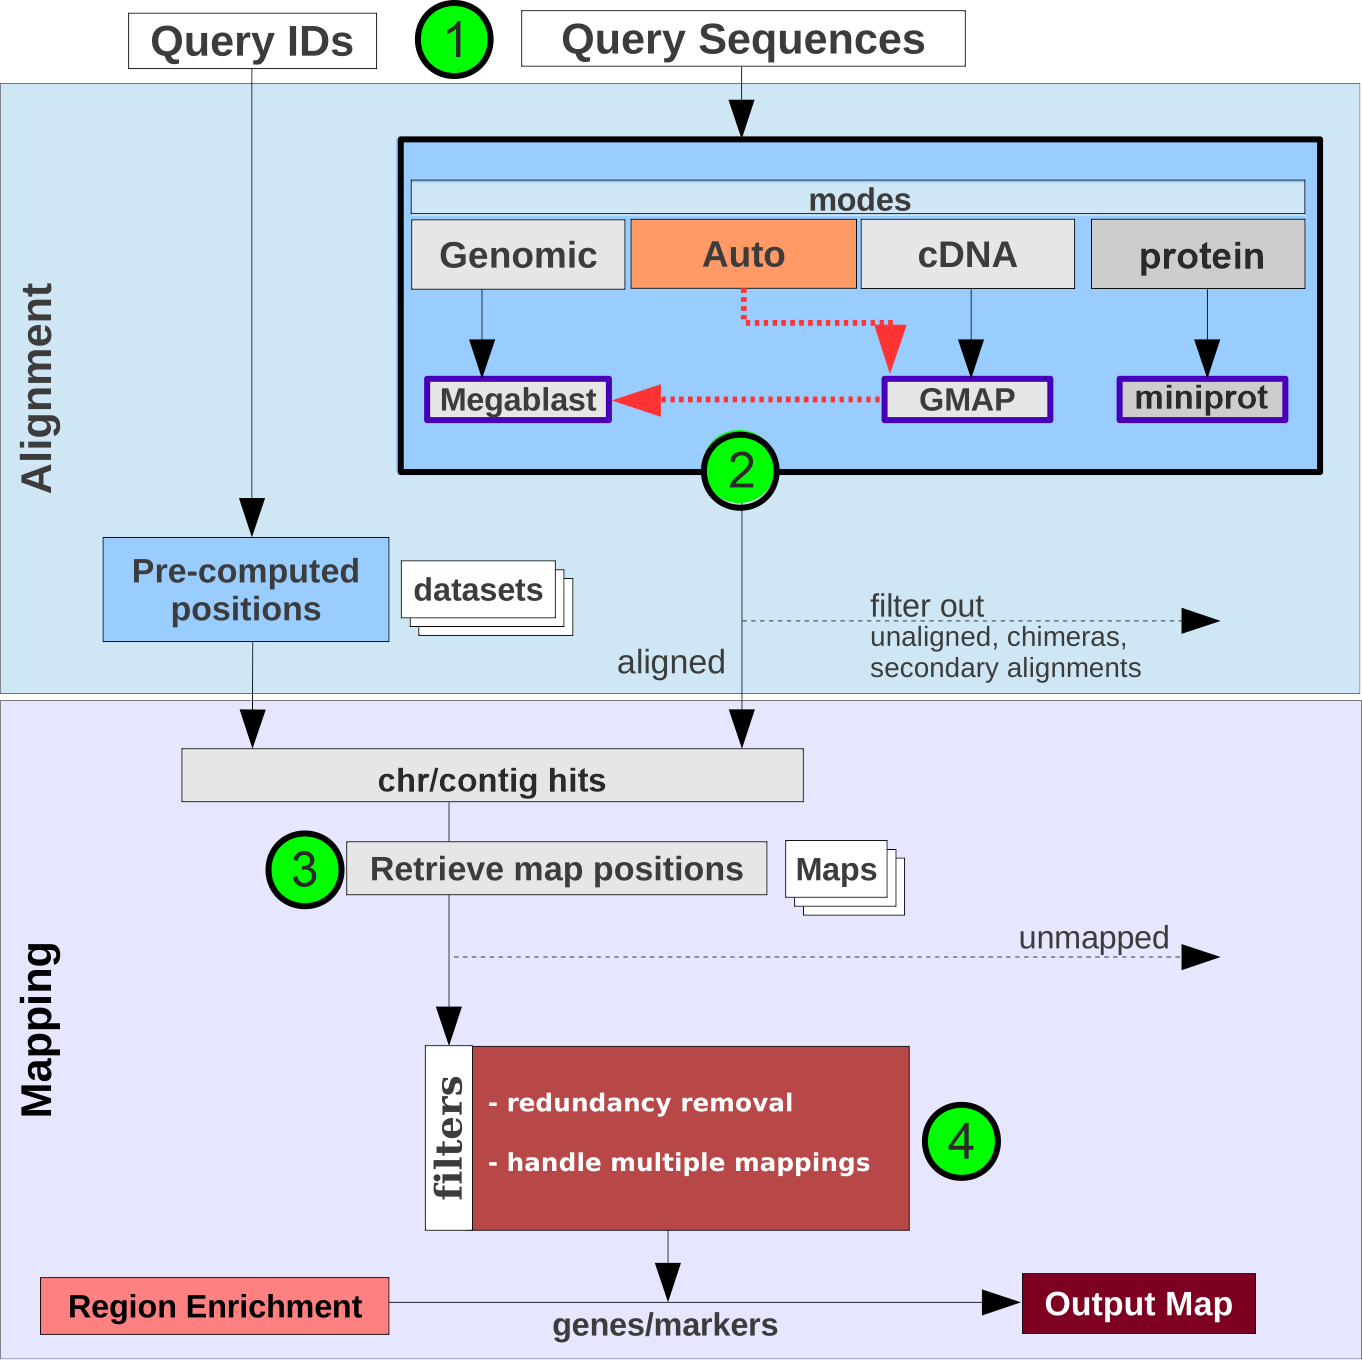 Query IDs
1
Query Sequences
Alignment
modes
Genomic
Auto
cDNA
protein
Megablast
GMAP
miniprot
2
Pre-computed
positions
datasets
filter out
unaligned, chimeras,
secondary alignments
aligned
Mapping
chr/contig hits
3
Retrieve map positions
Maps
unmapped
filters
- redundancy removal
- handle multiple mappings
4
Region Enrichment
genes/markers
Output Map